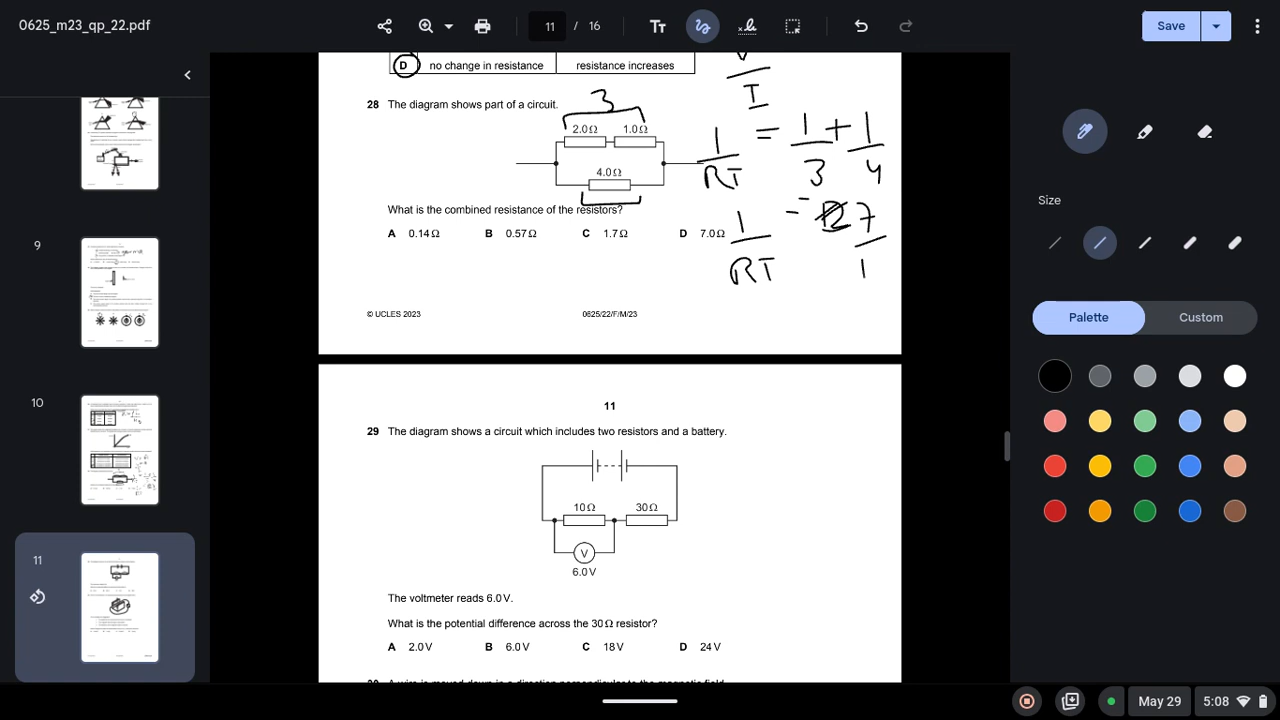 0625_m23_qp_22.pdf
11 / 16
Save
D no change in resistance resistance increases
V
I
28 The diagram shows part of a circuit.
3
2.0Ω 1.0Ω
4.0Ω
1/RT = 1/3 + 1/4
What is the combined resistance of the resistors?
A 0.14Ω B 0.57Ω C 1.7Ω D 7.0Ω
1/RT = 7/1
© UCLES 2023 0625/22/F/M/23
11
29 The diagram shows a circuit which includes two resistors and a battery.
10Ω 30Ω
V
6.0V
The voltmeter reads 6.0V.
What is the potential difference across the 30Ω resistor?
A 2.0V B 6.0V C 18V D 24V
9
10
11
Size
Palette Custom
May 29 5:08